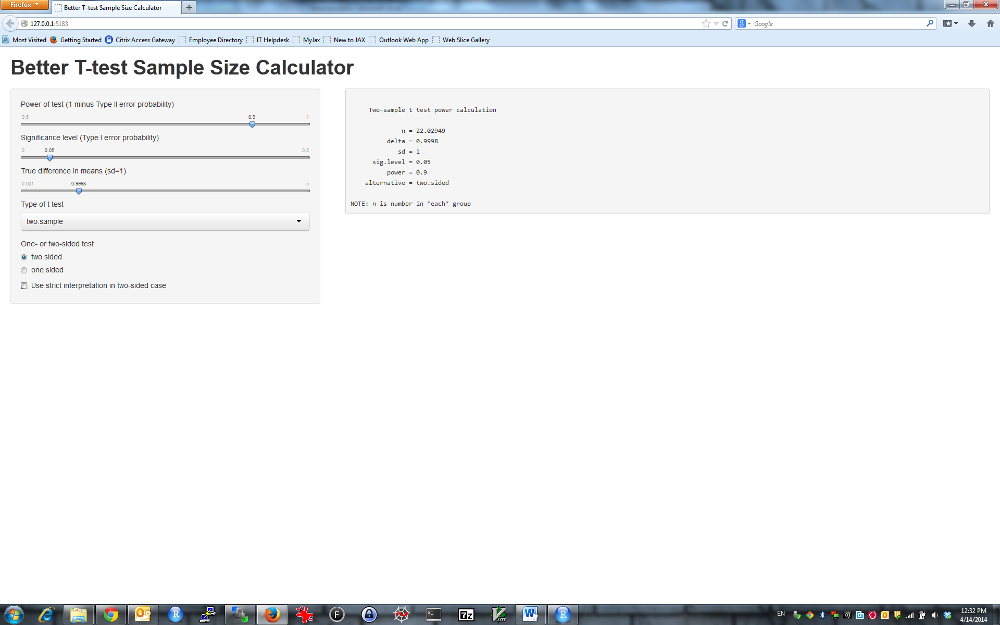 Firefox
Better T-test Sample Size Calculator
127.0.0.1:5183
8
Google
Most Visited
Getting Started
Citrix Access Gateway
Employee Directory
IT Helpdesk
MyJax
New to JAX
Outlook Web App
Web Slice Gallery
Better T-test Sample Size Calculator
Power of test (1 minus Type II error probability)
0.5 0.9 1
Significance level (Type I error probability)
0 0.05 0.5
True difference in means (sd=1)
0.001 0.9998 5
Type of t test
two.sample
One- or two-sided test
two.sided
one.sided
Use strict interpretation in two-sided case
Two-sample t test power calculation
n = 22.02949
delta = 0.9998
sd = 1
sig.level = 0.05
power = 0.9
alternative = two.sided
NOTE: n is number in *each* group
R
F
7z
Vim
W
R
EN
12:32 PM
4/14/2014